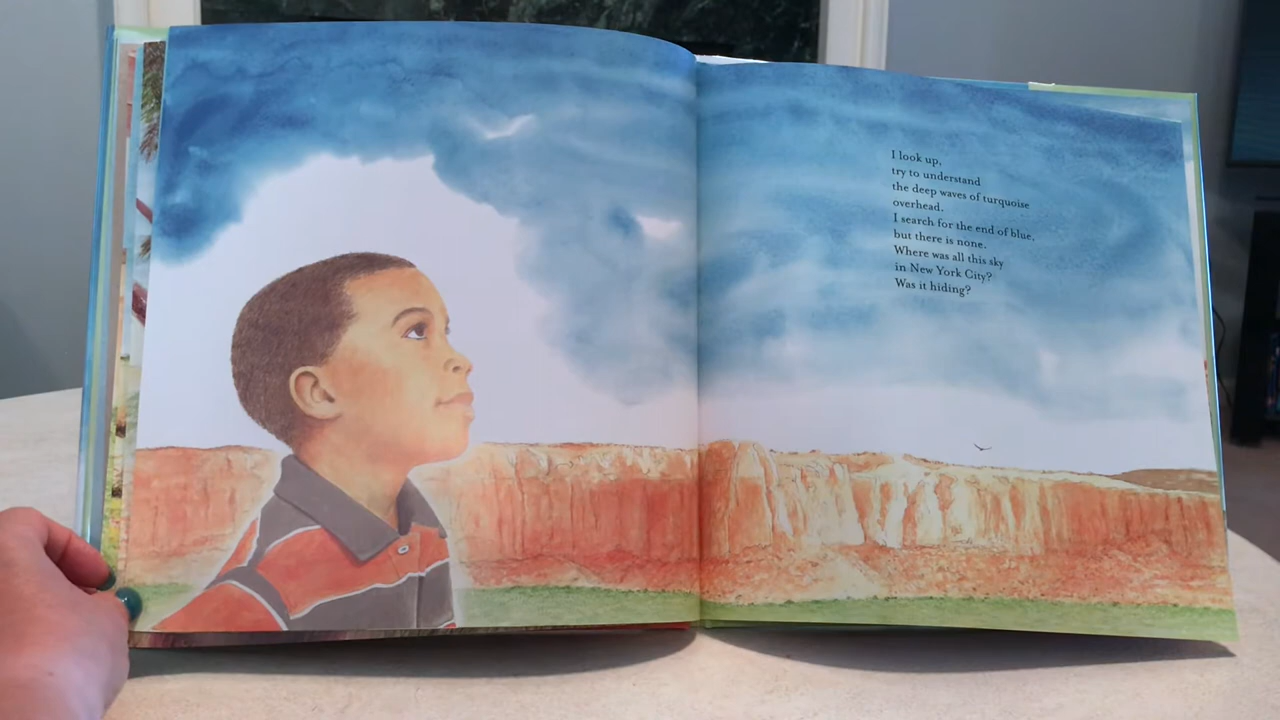 I look up,
try to understand
the deep waves of turquoise
overhead.
I search for the end of blue,
but there is none.
Where was all this sky
in New York City?
Was it hiding?